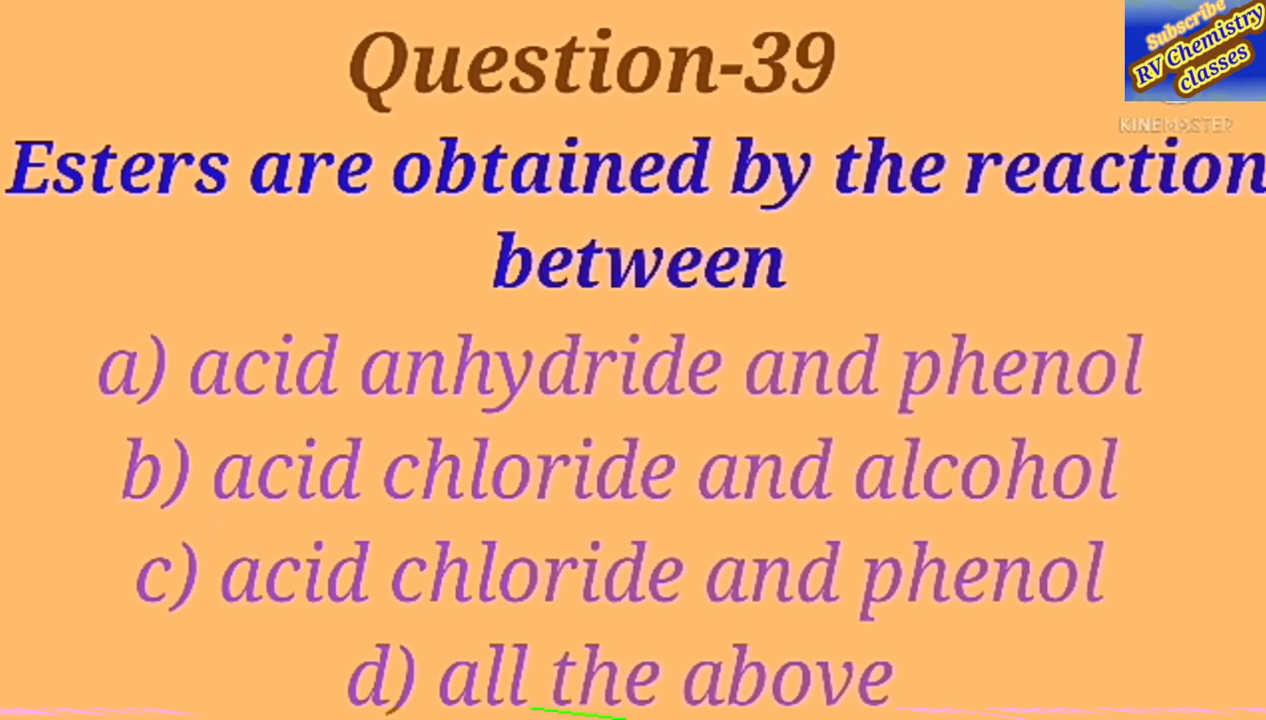 Question-39
Subscribe
RV Chemistry
classes
KINEMASTER
Esters are obtained by the reaction
between
a) acid anhydride and phenol
b) acid chloride and alcohol
c) acid chloride and phenol
d) all the above